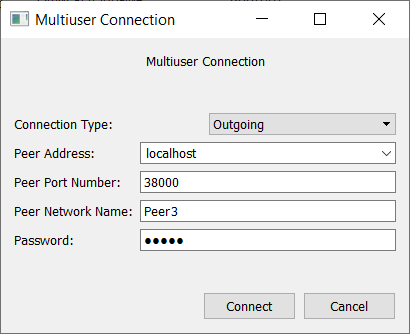 Multiuser Connection
Multiuser Connection
Connection Type: Outgoing
Peer Address: localhost
Peer Port Number: 38000
Peer Network Name: Peer3
Password: ●●●●●
Connect Cancel